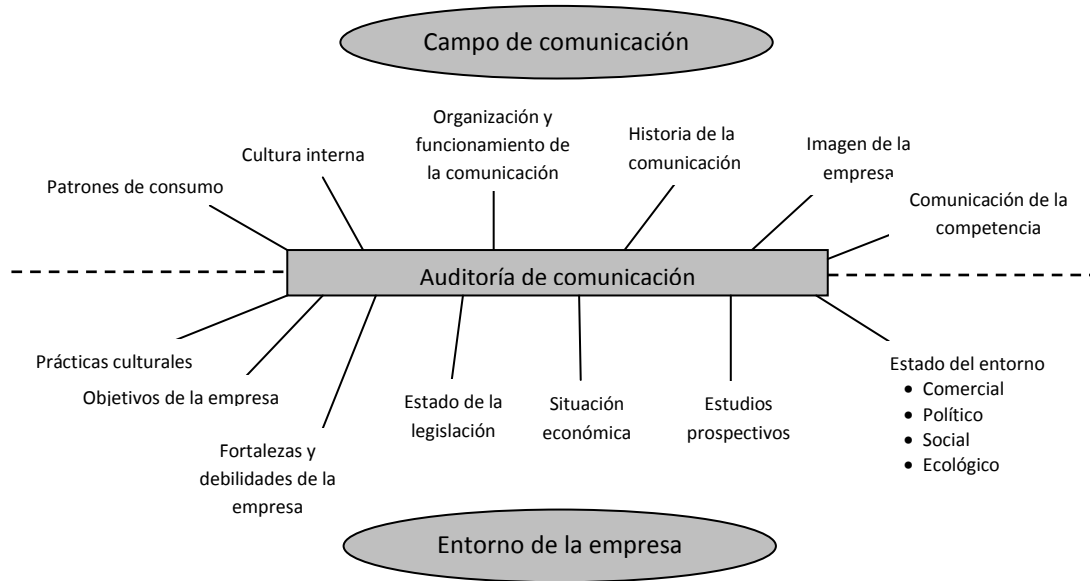 Campo de comunicación
Organización y
funcionamiento de
la comunicación
Historia de la
comunicación
Imagen de la
empresa
Cultura interna
Patrones de consumo
Comunicación de la
competencia
Auditoría de comunicación
Prácticas culturales
Objetivos de la empresa
Fortalezas y
debilidades de la
empresa
Estado de la
legislación
Situación
económica
Estudios
prospectivos
Estado del entorno
• Comercial
• Político
• Social
• Ecológico
Entorno de la empresa